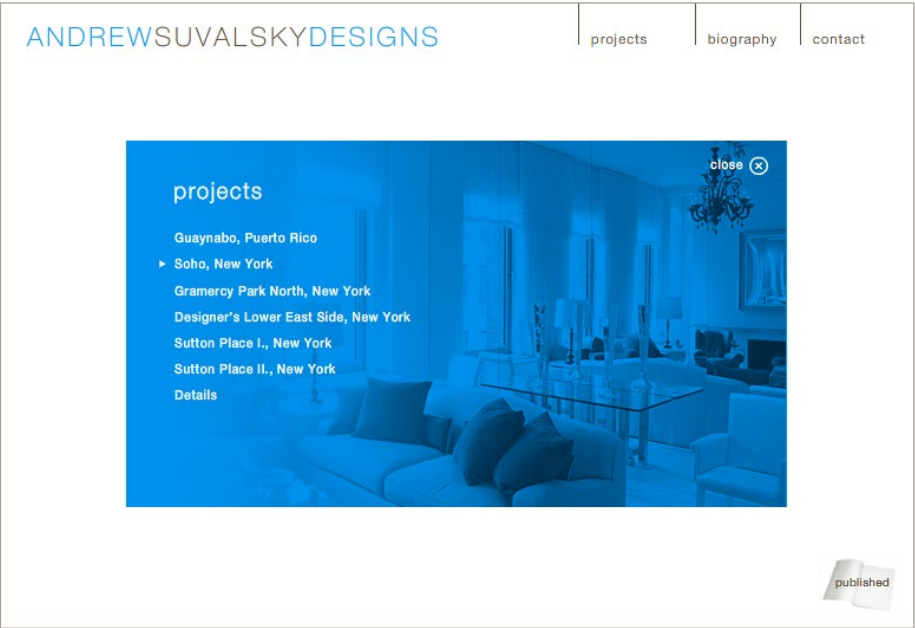 ANDREWSUVALSKYDESIGNS
projects
biography
contact
close
projects
Guaynabo, Puerto Rico
Soho, New York
Gramercy Park North, New York
Designer's Lower East Side, New York
Sutton Place I., New York
Sutton Place II., New York
Details
published